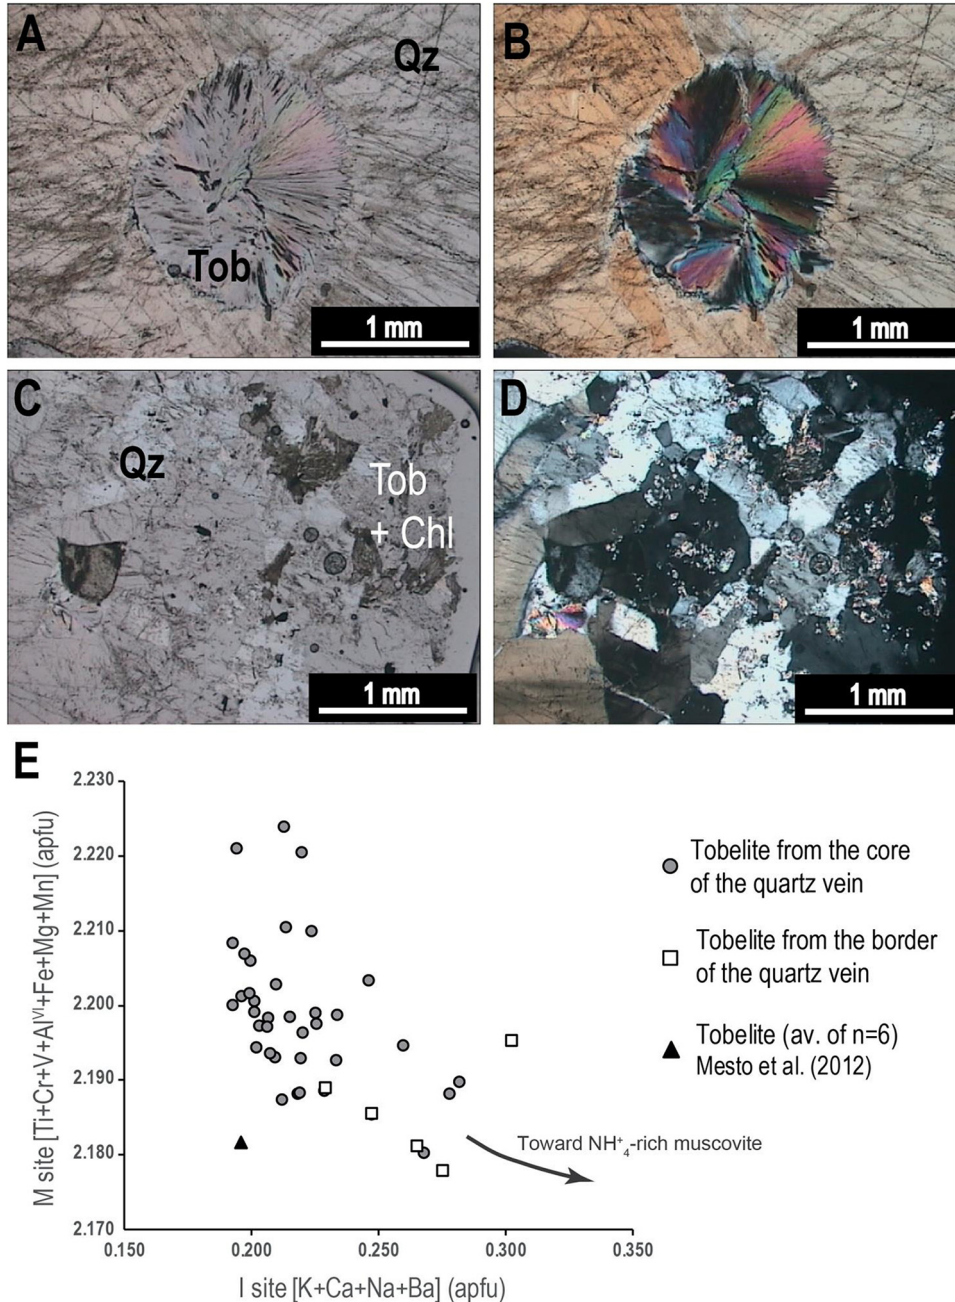 A
Qz
Tob
1 mm
B
1 mm
C
Qz
Tob
+ Chl
1 mm
D
1 mm
E
M site [Ti+Cr+V+Alⱽᴵ+Fe+Mg+Mn] (apfu)
2.230
2.220
2.210
2.200
2.190
2.180
2.170
0.150
0.200
0.250
0.300
0.350
I site [K+Ca+Na+Ba] (apfu)
Toward NH⁺₄-rich muscovite
Tobelite from the core
of the quartz vein
Tobelite from the border
of the quartz vein
Tobelite (av. of n=6)
Mesto et al. (2012)